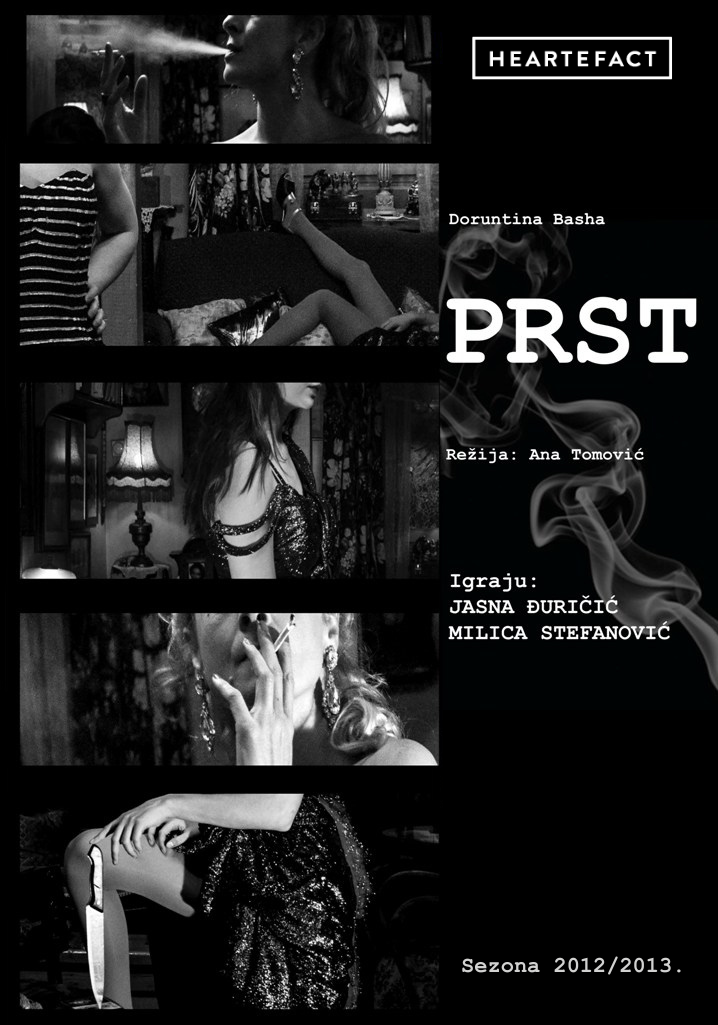 HEARTEFACT
Doruntina Basha
PRST
Režija: Ana Tomović
Igraju:
JASNA ĐURIČIĆ
MILICA STEFANOVIĆ
Sezona 2012/2013.